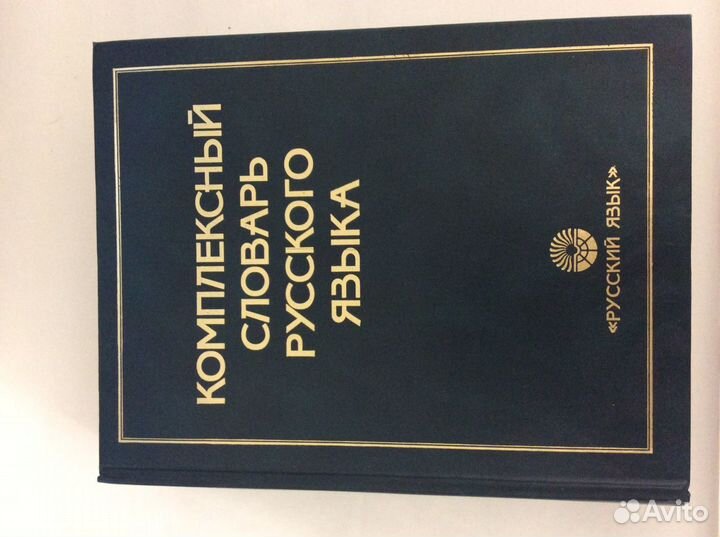 КОМПЛЕКСНЫЙ
СЛОВАРЬ
РУССКОГО
ЯЗЫКА
«РУССКИЙ ЯЗЫК»
Avito